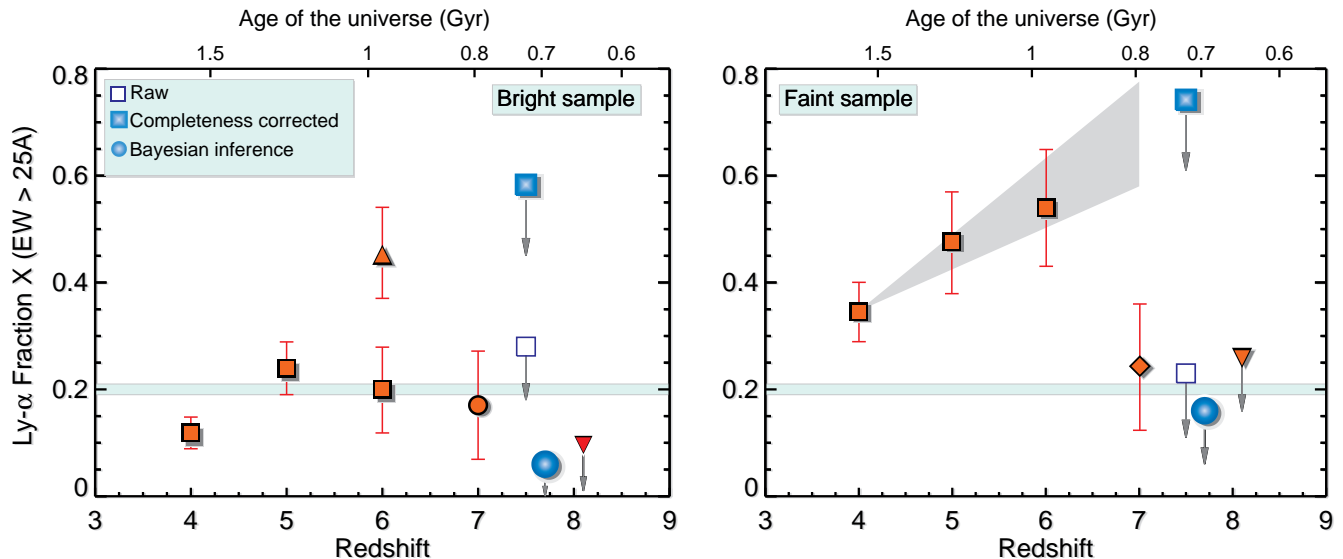 Age of the universe (Gyr)
1.5 1 0.8 0.7 0.6
0.8
0.6
0.4
0.2
0
Ly-α Fraction X (EW > 25A)
Raw
Completeness corrected
Bayesian inference
Bright sample
3 4 5 6 7 8 9
Redshift
Age of the universe (Gyr)
1.5 1 0.8 0.7 0.6
0.8
0.6
0.4
0.2
0
Faint sample
3 4 5 6 7 8 9
Redshift